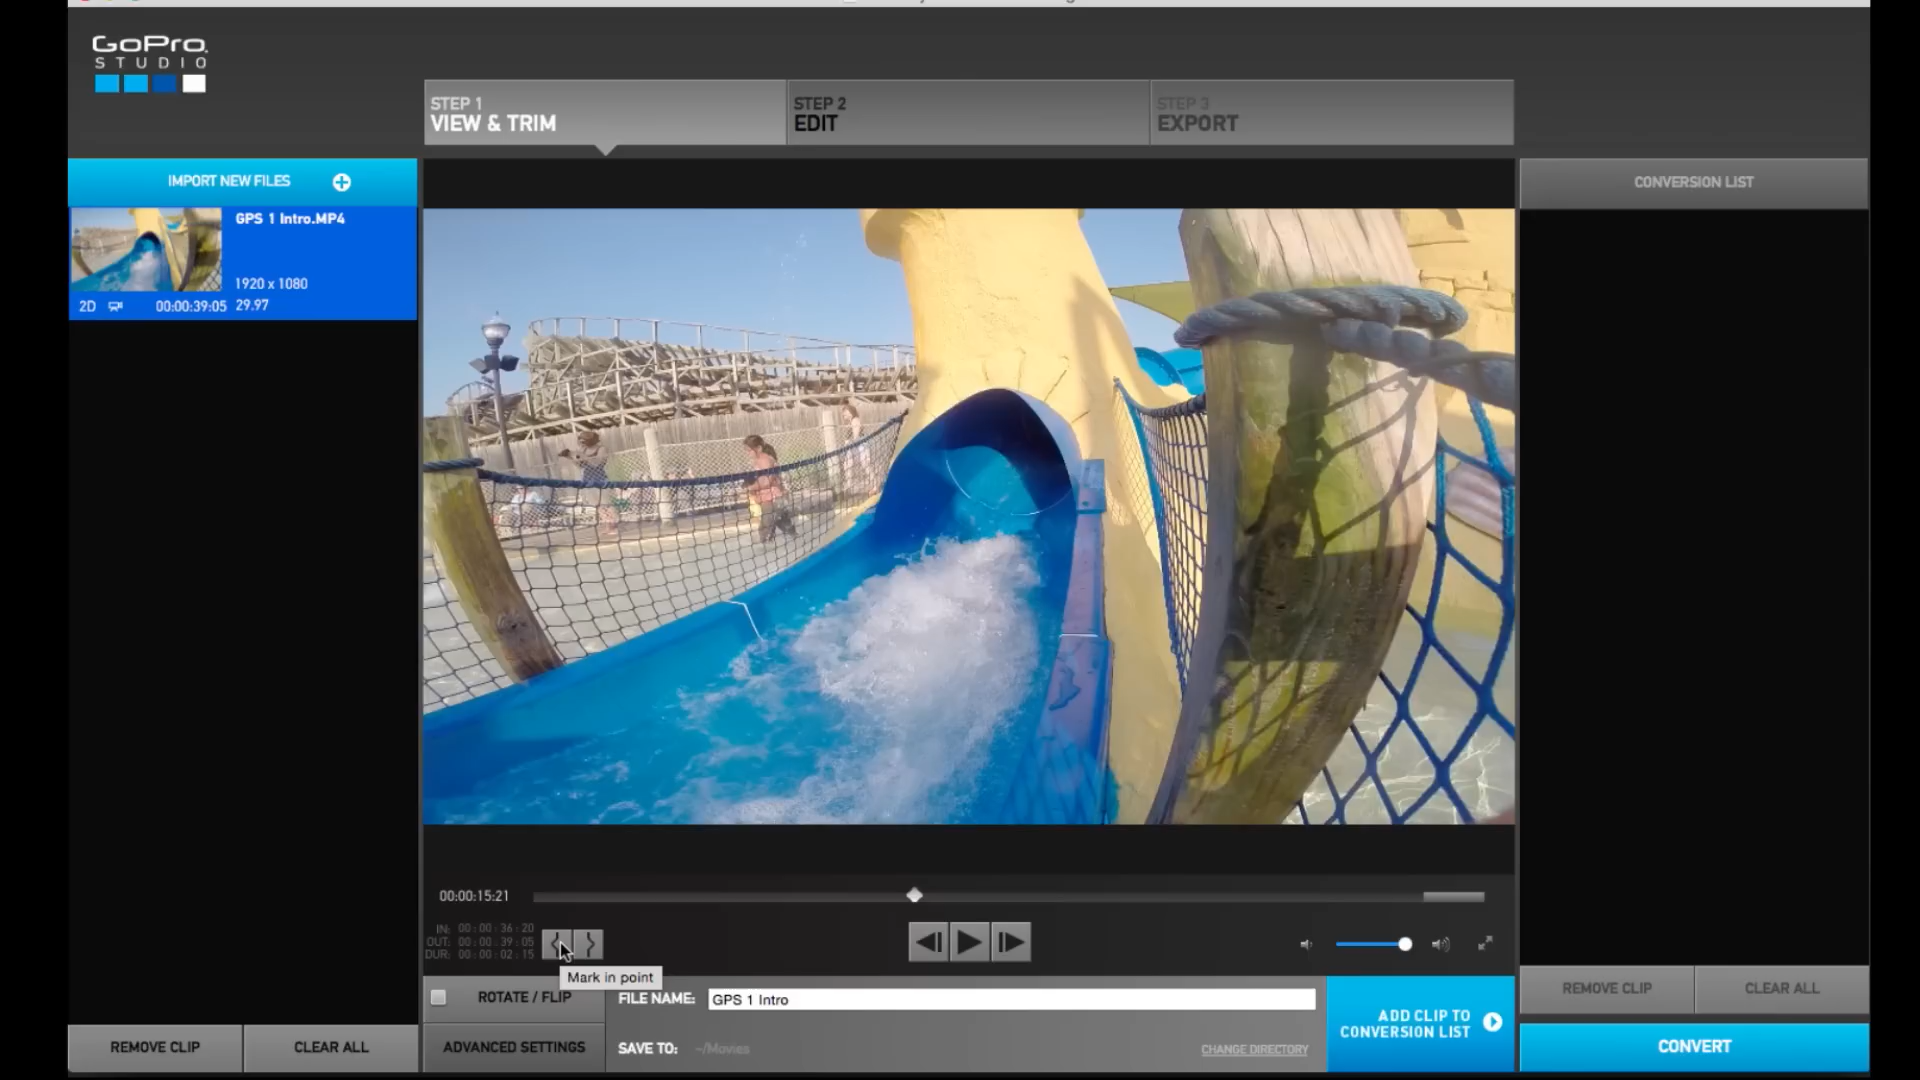 GoPro
STUDIO
STEP 1
VIEW & TRIM
STEP 2
EDIT
STEP 3
EXPORT
IMPORT NEW FILES
GPS 1 Intro.MP4
1920 x 1080
2D 00:00:39:05 29.97
CONVERSION LIST
00:00:15:21
IN: 00:00:36:20
OUT: 00:00:39:05
DUR: 00:00:02:15
Mark in point
ROTATE / FLIP
ADVANCED SETTINGS
FILE NAME: GPS 1 Intro
SAVE TO: ~/Movies
CHANGE DIRECTORY
ADD CLIP TO
CONVERSION LIST
REMOVE CLIP
CLEAR ALL
REMOVE CLIP
CLEAR ALL
CONVERT